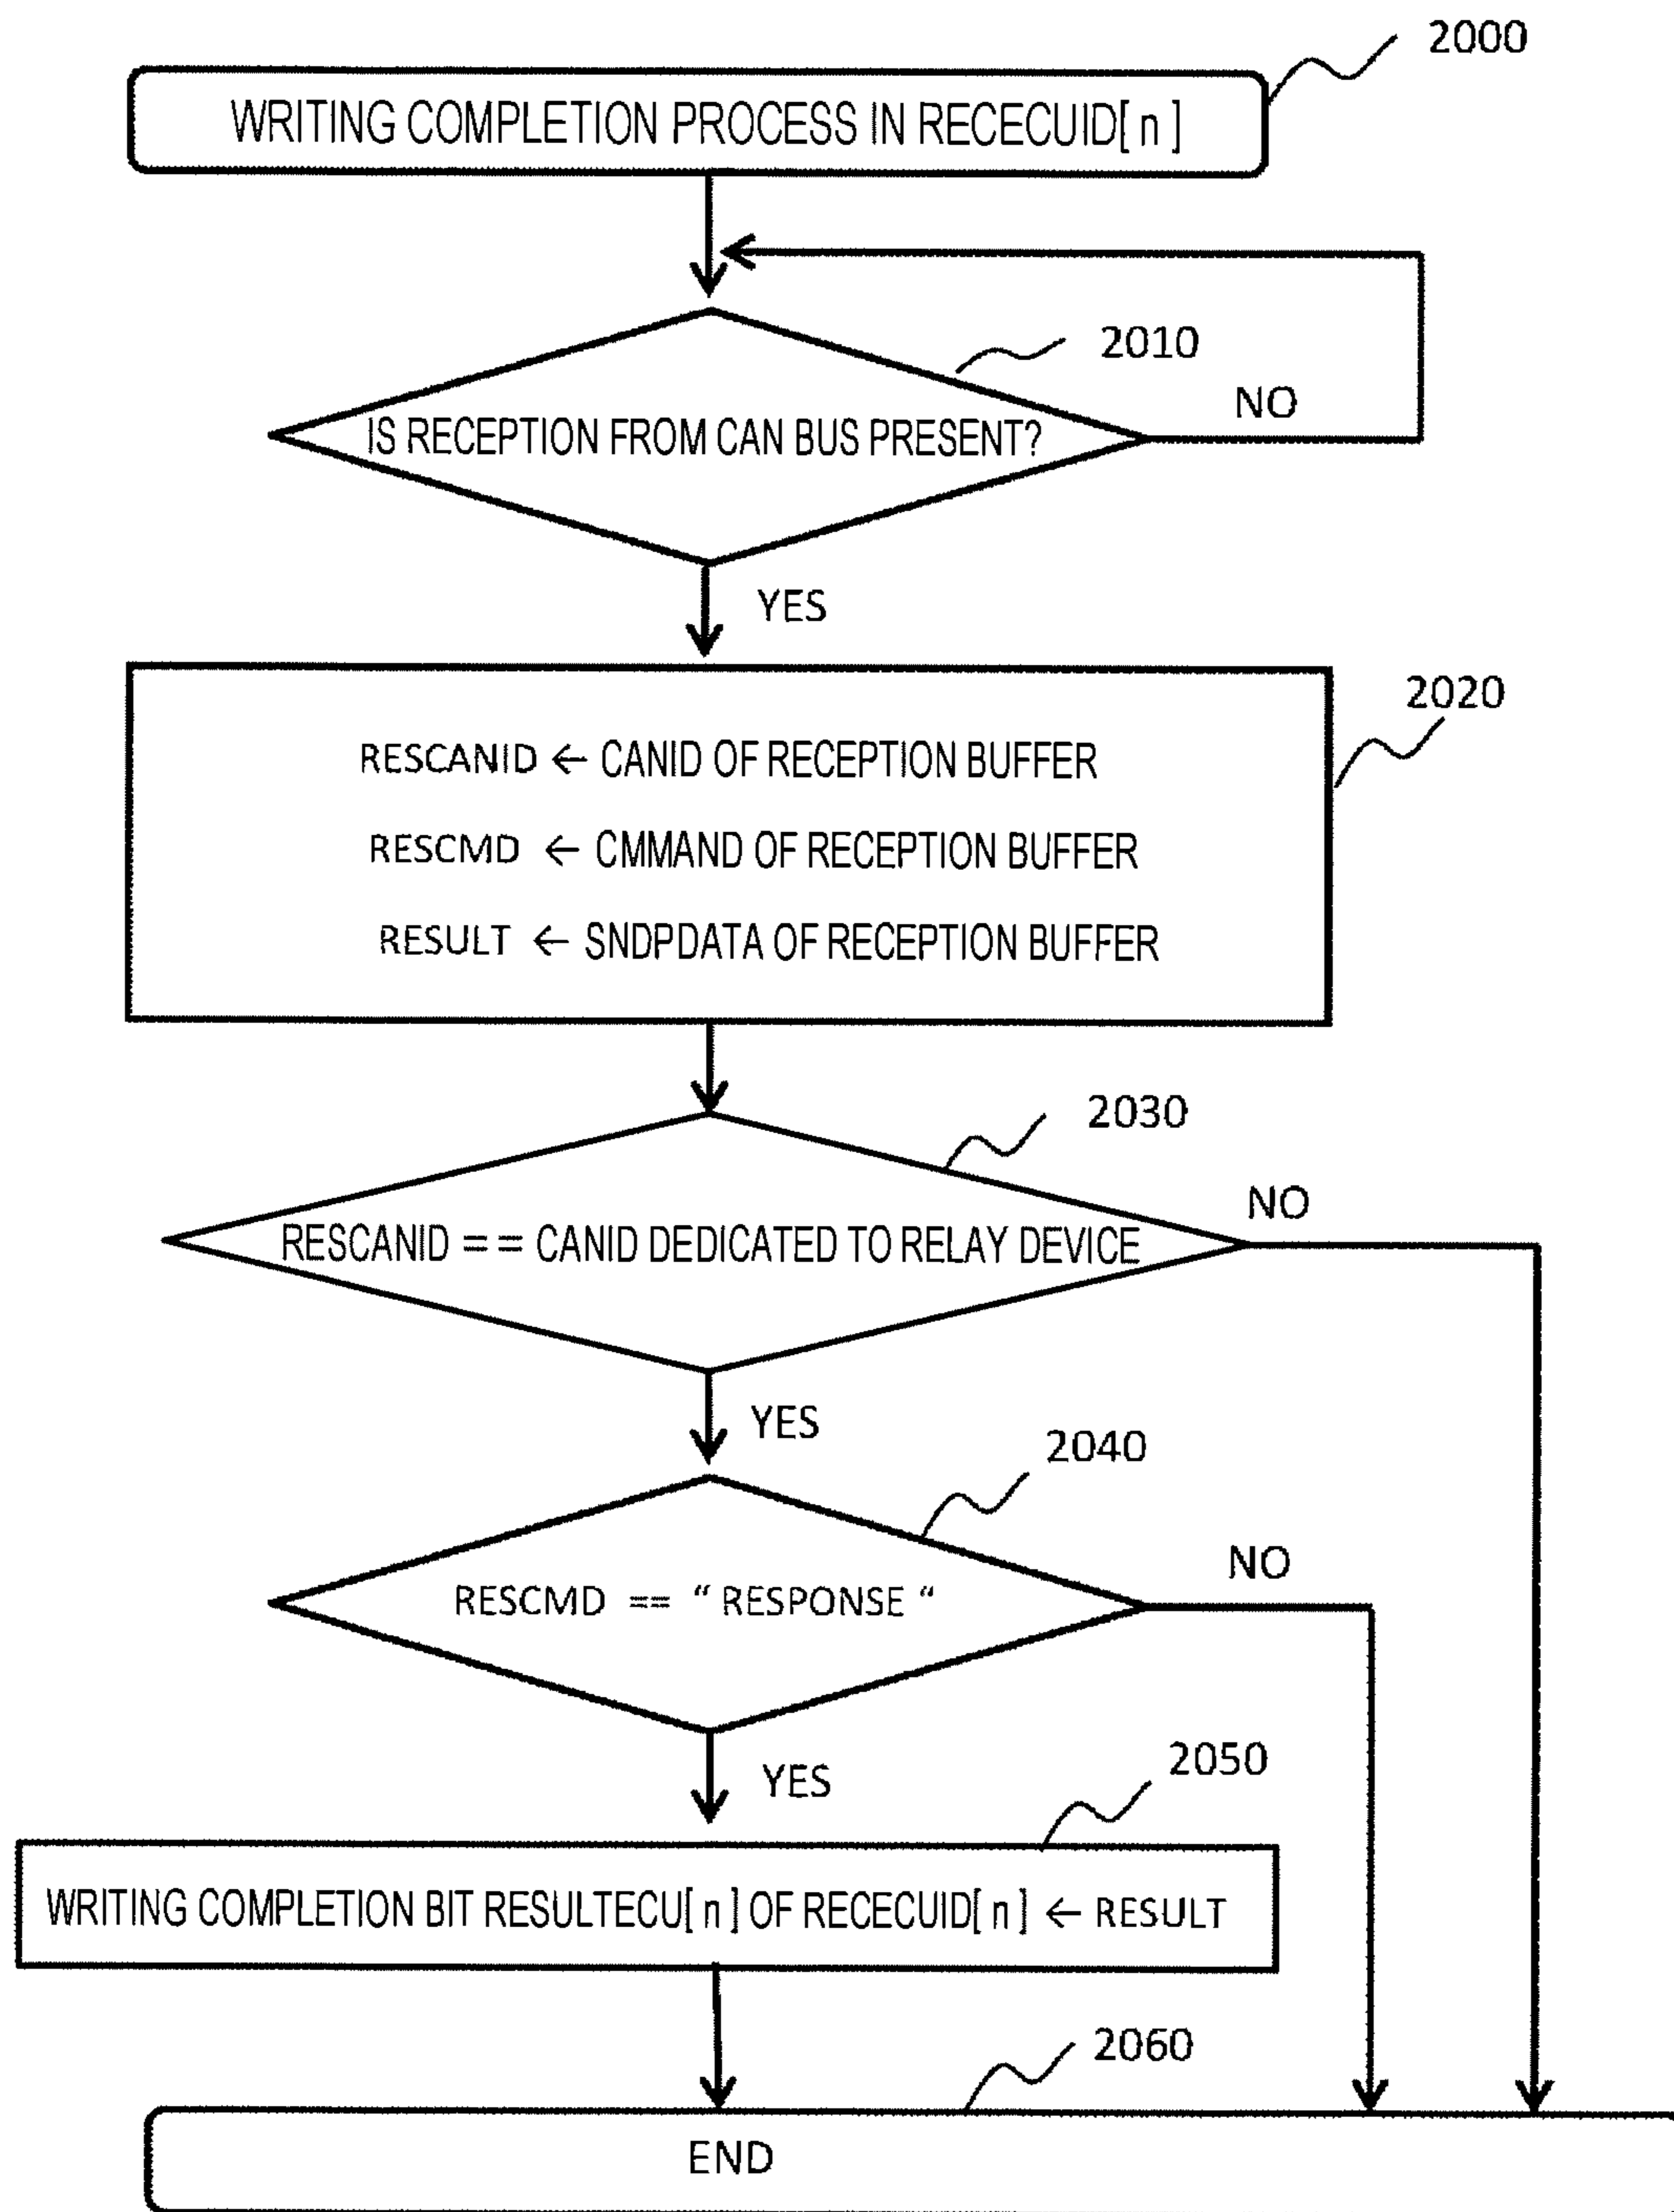 2000
WRITING COMPLETION PROCESS IN RECECUID[ n ]
2010
IS RECEPTION FROM CAN BUS PRESENT?
NO
YES
2020
RESCANID ← CANID OF RECEPTION BUFFER
RESCMD ← CMMAND OF RECEPTION BUFFER
RESULT ← SNDPDATA OF RECEPTION BUFFER
2030
RESCANID == CANID DEDICATED TO RELAY DEVICE
NO
YES
2040
RESCMD == “ RESPONSE “
NO
YES
2050
WRITING COMPLETION BIT RESULTECU[ n ] OF RECECUID[ n ] ← RESULT
2060
END